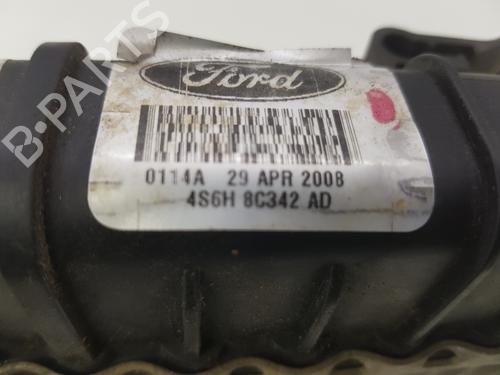 Ford
0114A 29 APR 2008
4S6H 8C342 AD
B-PARTS